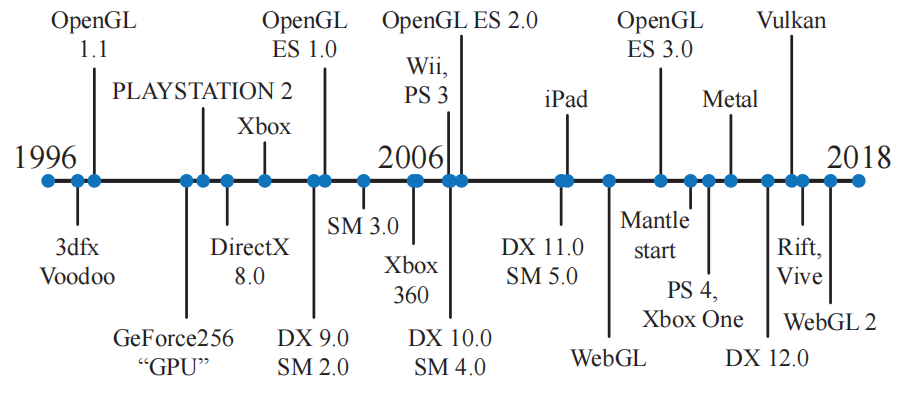 OpenGL
1.1
OpenGL
ES 1.0
OpenGL ES 2.0
OpenGL
ES 3.0
Vulkan
Wii,
PS 3
PLAYSTATION 2
iPad
Metal
Xbox
1996
2006
2018
3dfx
Voodoo
DirectX
8.0
SM 3.0
Xbox
360
DX 11.0
SM 5.0
Mantle
start
Rift,
Vive
PS 4,
Xbox One
WebGL 2
GeForce256
“GPU”
DX 9.0
SM 2.0
DX 10.0
SM 4.0
WebGL
DX 12.0